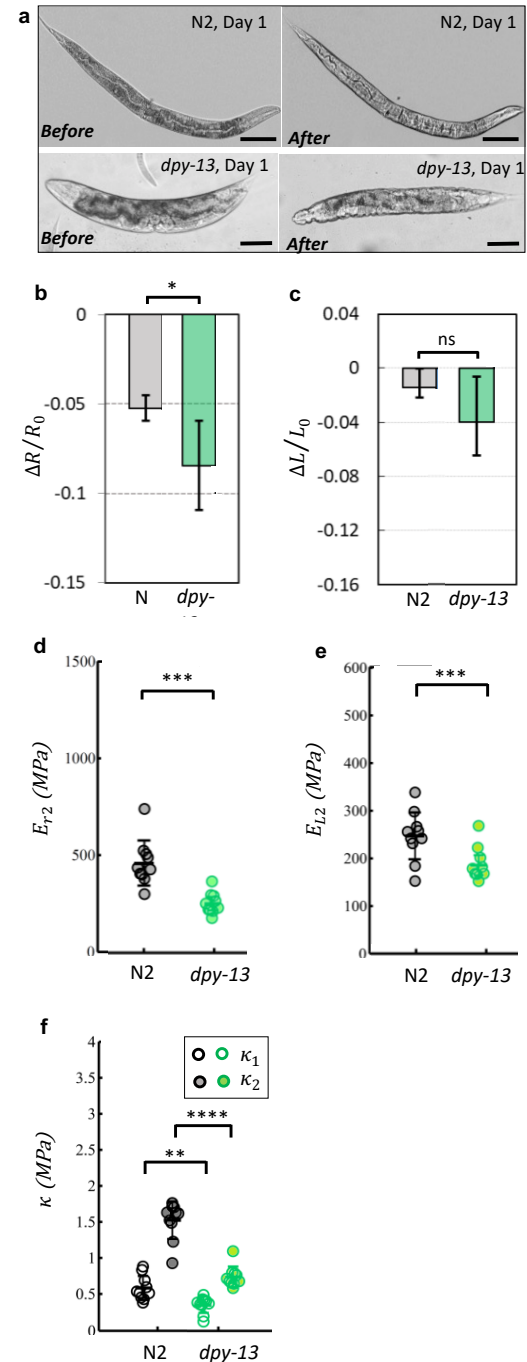 a
N2, Day 1
N2, Day 1
Before
After
dpy-13, Day 1
dpy-13, Day 1
Before
After
b
c
*
ns
0
-0.05
-0.1
-0.15
ΔR/R₀
N
dpy-
0.04
0
-0.04
-0.08
-0.12
-0.16
ΔL/L₀
N2
dpy-13
d
e
1500
1000
500
0
E_{r2} (MPa)
***
N2
dpy-13
600
500
400
300
200
100
0
E_{L2} (MPa)
***
N2
dpy-13
f
4
3.5
3
2.5
2
1.5
1
0.5
0
κ (MPa)
κ₁
κ₂
****
**
N2
dpy-13